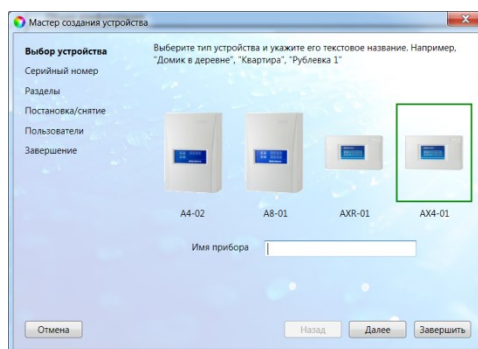 Мастер создания устройства
Выбор устройства
Серийный номер
Разделы
Постановка/снятие
Пользователи
Завершение
Выберите тип устройства и укажите его текстовое название. Например,
"Домик в деревне", "Квартира", "Рублевка 1"
A4-02
A8-01
AXR-01
AX4-01
Имя прибора
Отмена
Назад
Далее
Завершить